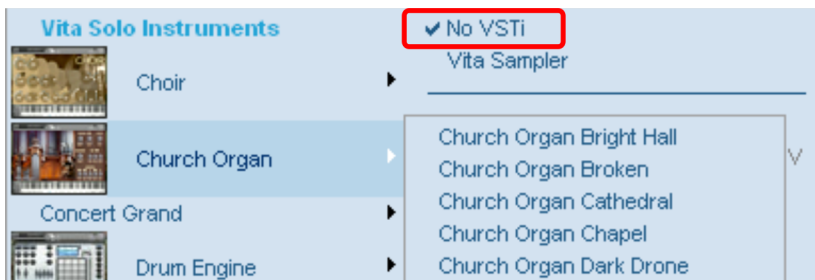 Vita Solo Instruments
Choir
Church Organ
Concert Grand
Drum Engine
No VSTi
Vita Sampler
Church Organ Bright Hall
Church Organ Broken
Church Organ Cathedral
Church Organ Chapel
Church Organ Dark Drone